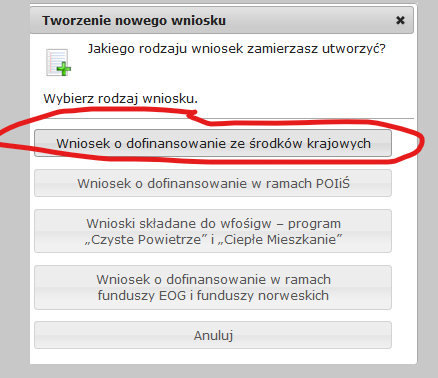 Tworzenie nowego wniosku
Jakiego rodzaju wniosek zamierzasz utworzyć?
Wybierz rodzaj wniosku.
Wniosek o dofinansowanie ze środków krajowych
Wniosek o dofinansowanie w ramach POIiŚ
Wnioski składane do wfośigw – program
„Czyste Powietrze” i „Ciepłe Mieszkanie”
Wniosek o dofinansowanie w ramach
funduszy EOG i funduszy norweskich
Anuluj